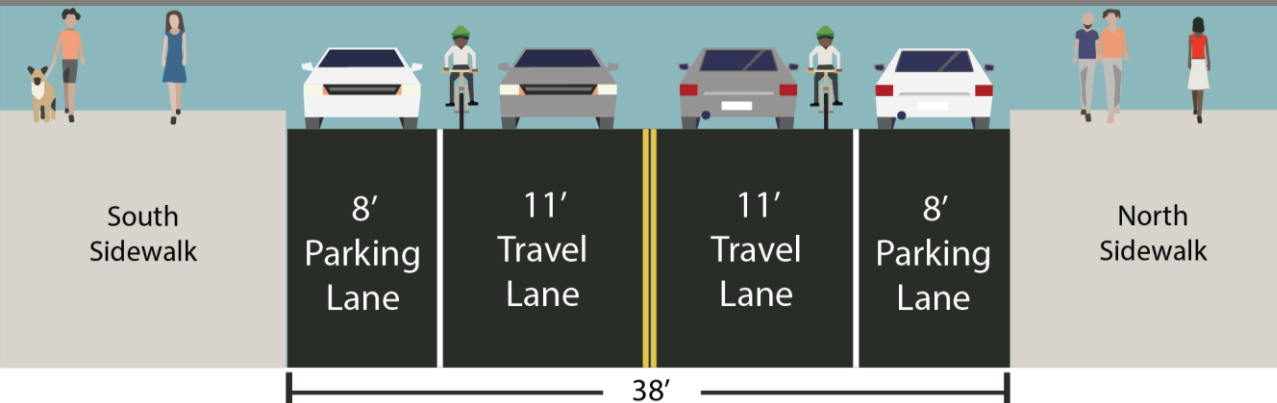 South
Sidewalk
8′
Parking
Lane
11′
Travel
Lane
11′
Travel
Lane
8′
Parking
Lane
North
Sidewalk
38′